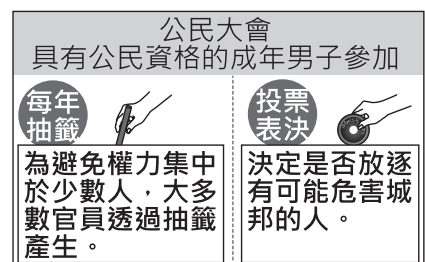 公民大會
具有公民資格的成年男子參加
每年
抽籤
為避免權力集中
於少數人，大多
數官員透過抽籤
產生。
投票
表決
決定是否放逐
有可能危害城
邦的人。